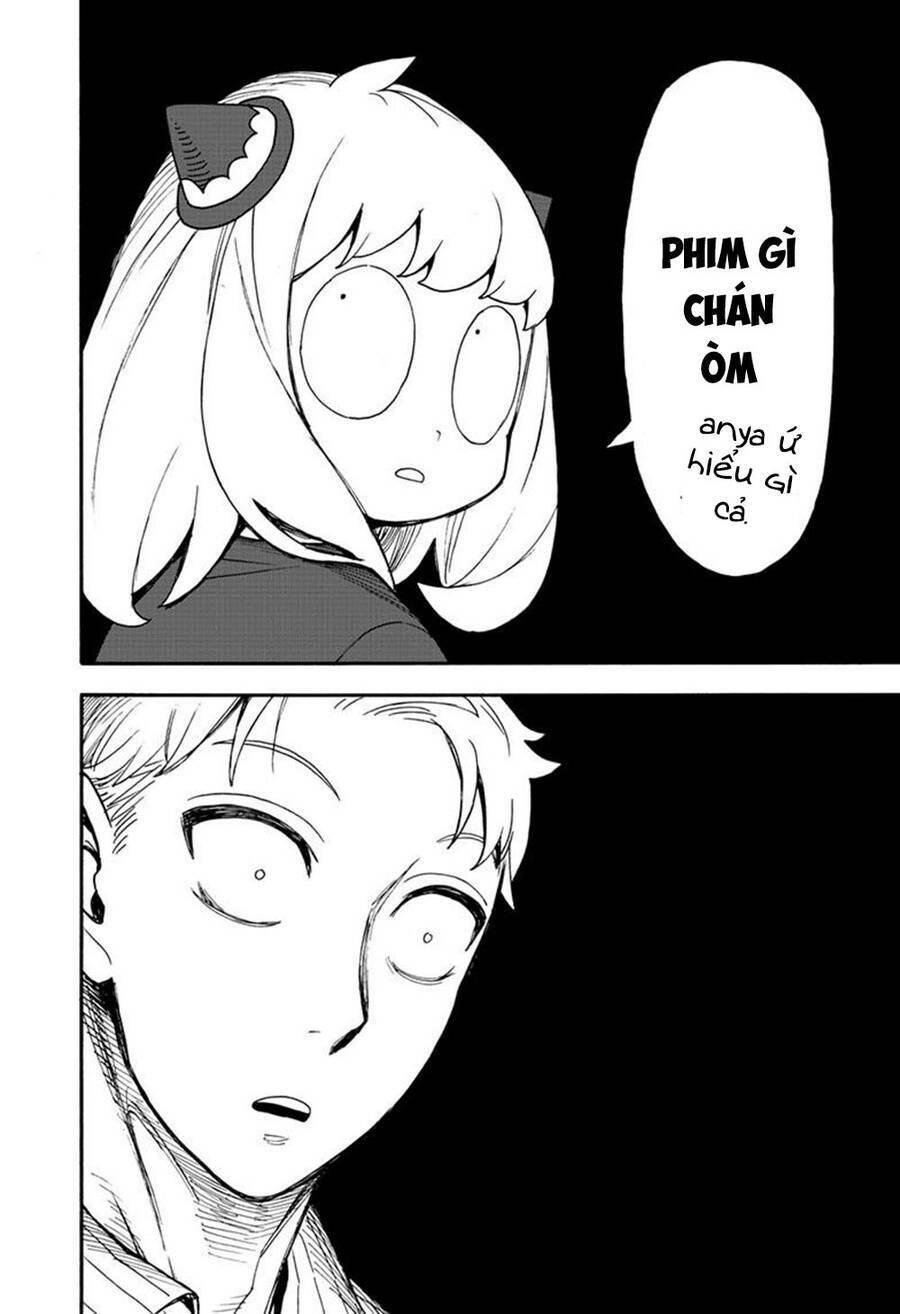 PHIM GÌ
CHÁN
ÒM
anya ứ
hiểu gì
cả.